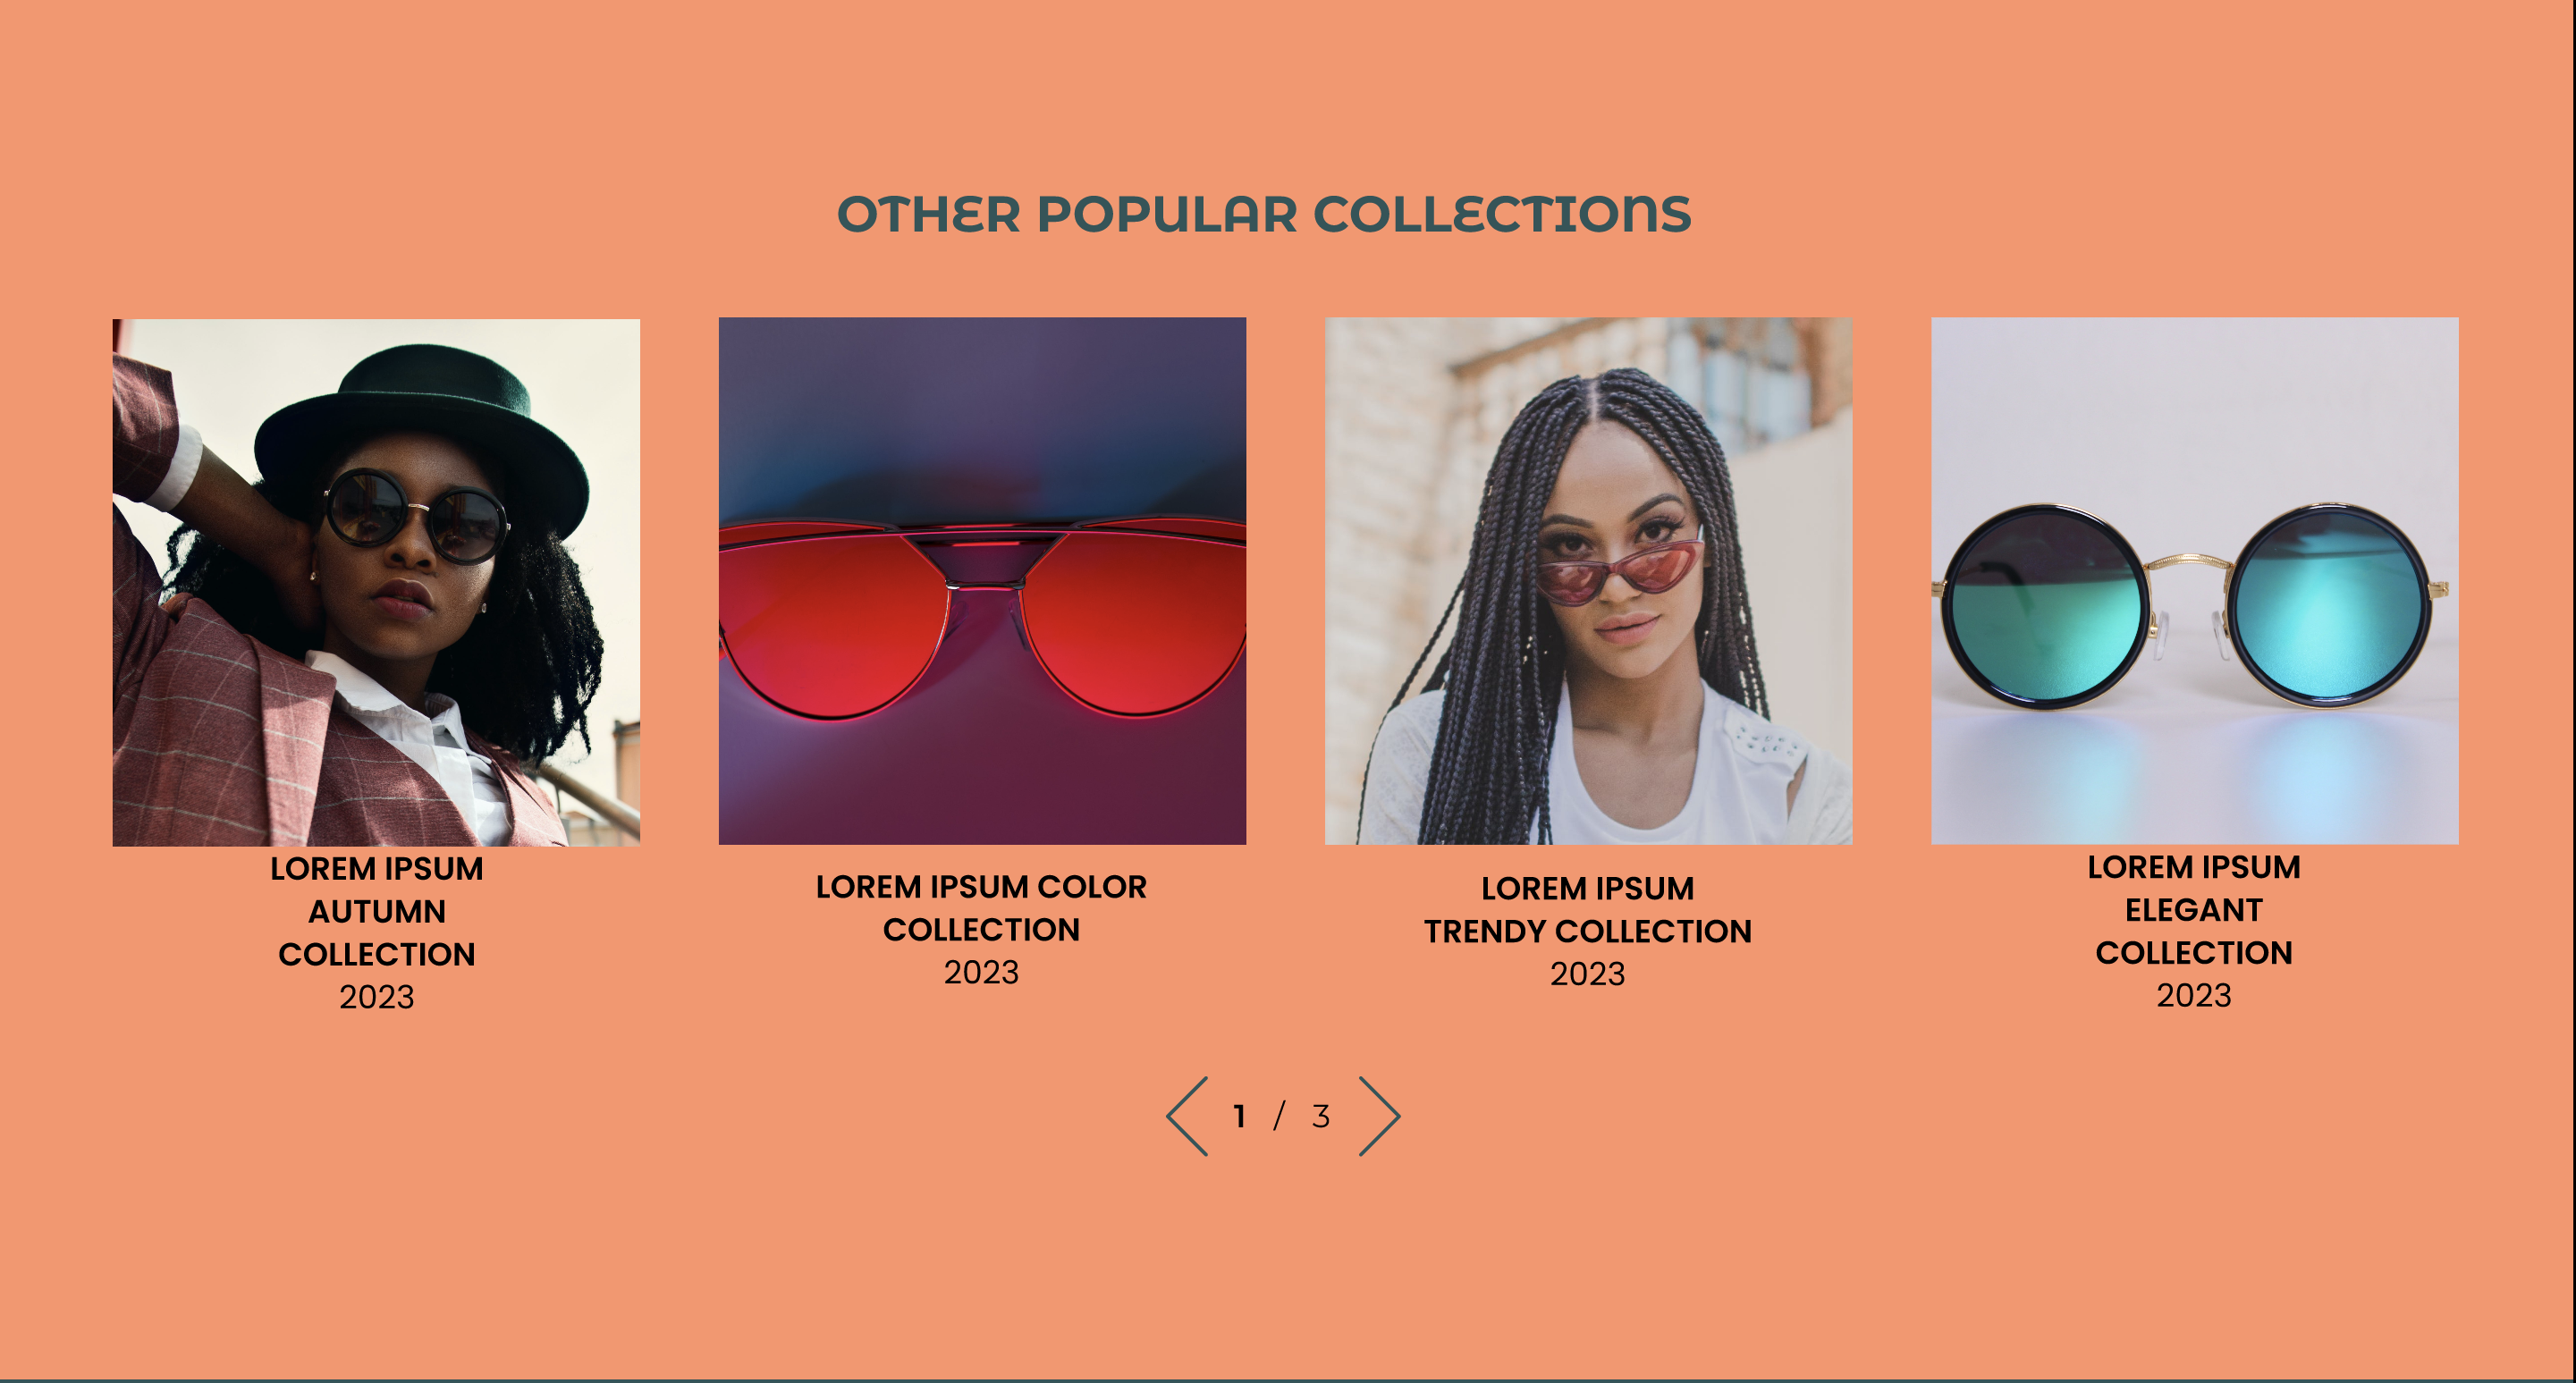 OTHER POPULAR COLLECTIONS
LOREM IPSUM
AUTUMN
COLLECTION
2023
LOREM IPSUM COLOR
COLLECTION
2023
LOREM IPSUM
TRENDY COLLECTION
2023
LOREM IPSUM
ELEGANT
COLLECTION
2023
1 / 3